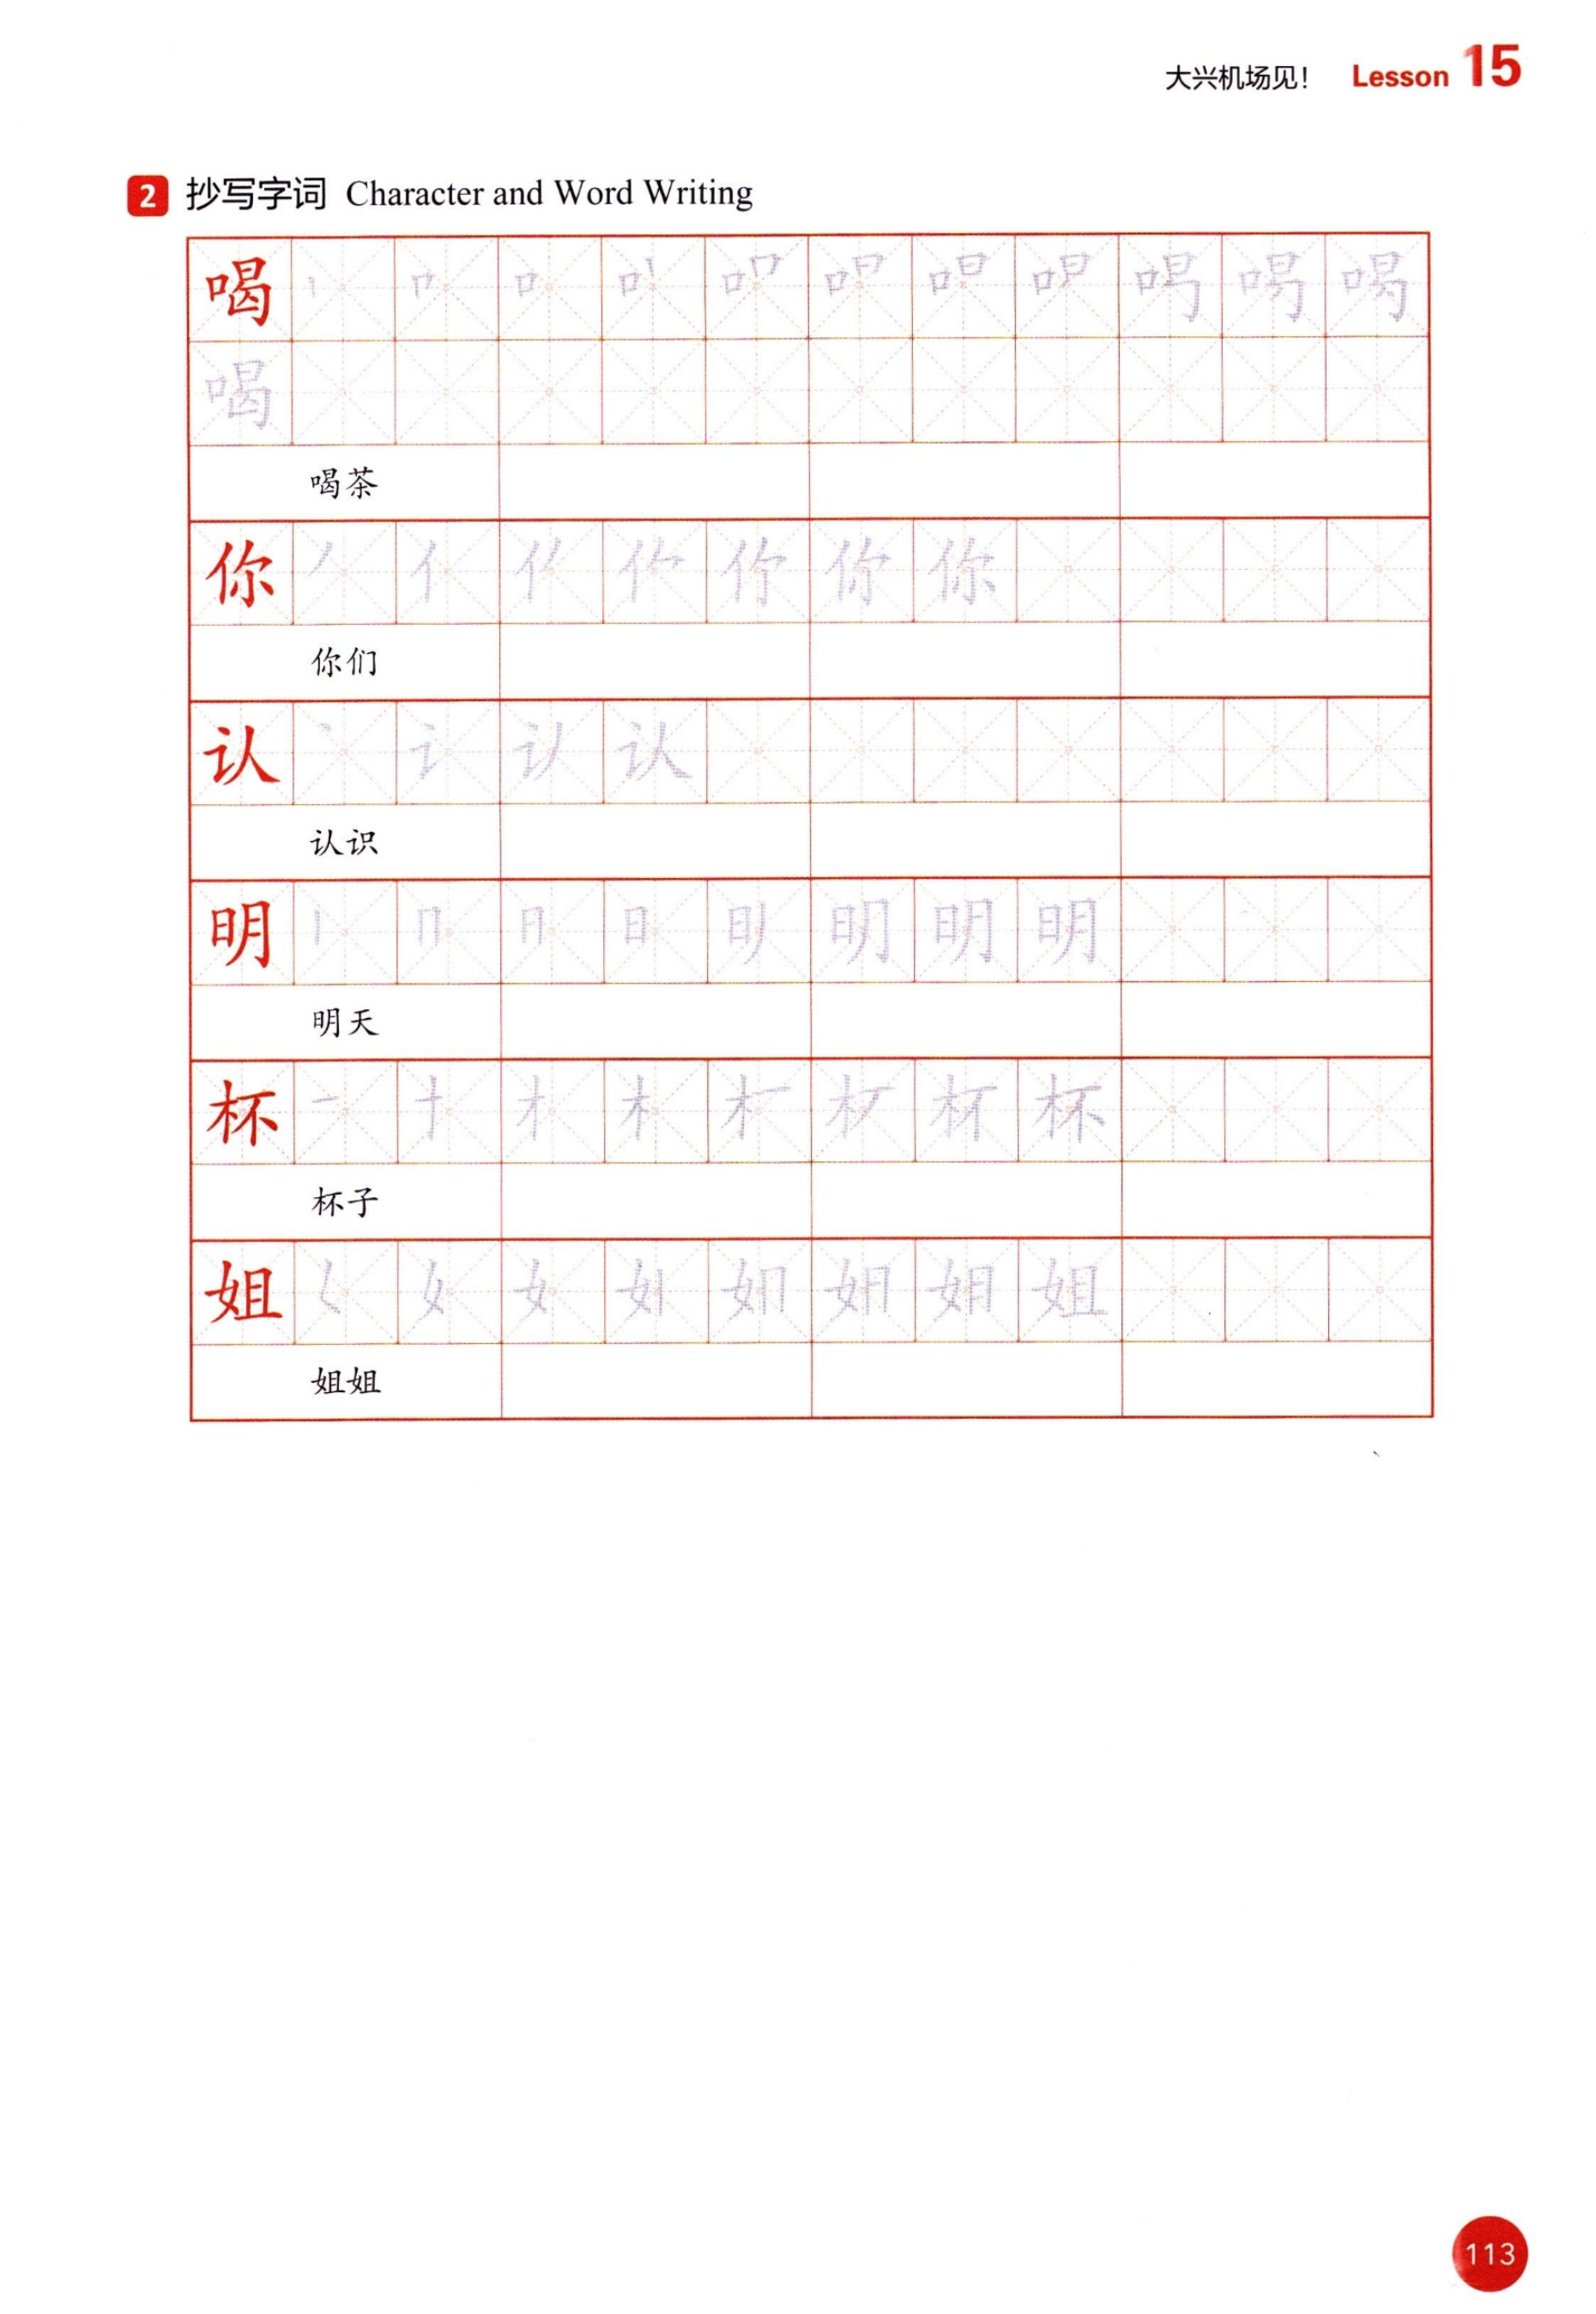 大兴机场见! Lesson 15
2 抄写字词 Character and Word Writing
喝
喝
喝茶
你
你们
认
认识
明
明天
杯
杯子
姐
姐姐
113